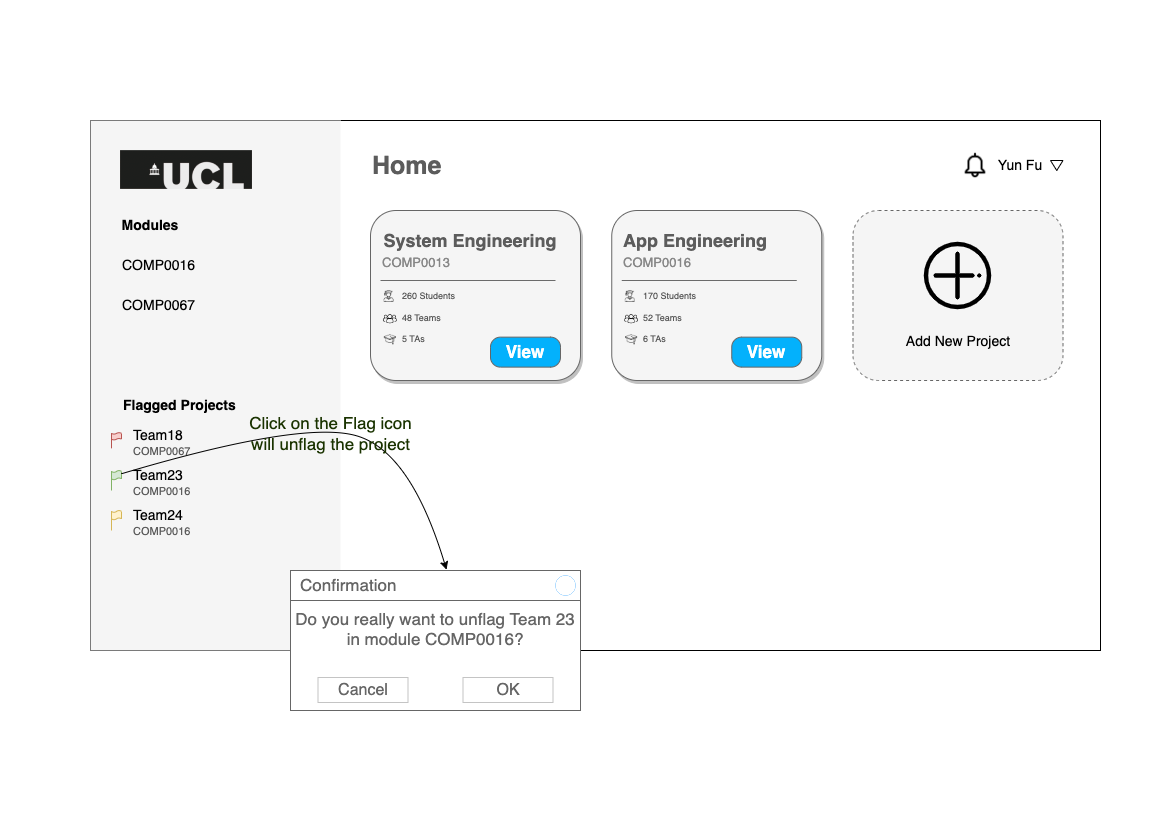 UCL
Modules
COMP0016
COMP0067
Flagged Projects
Team18
COMP0067
Team23
COMP0016
Team24
COMP0016
Home
Yun Fu
System Engineering
COMP0013
260 Students
48 Teams
5 TAs
View
App Engineering
COMP0016
170 Students
52 Teams
6 TAs
View
Add New Project
Click on the Flag icon
will unflag the project
Confirmation
Do you really want to unflag Team 23
in module COMP0016?
Cancel
OK